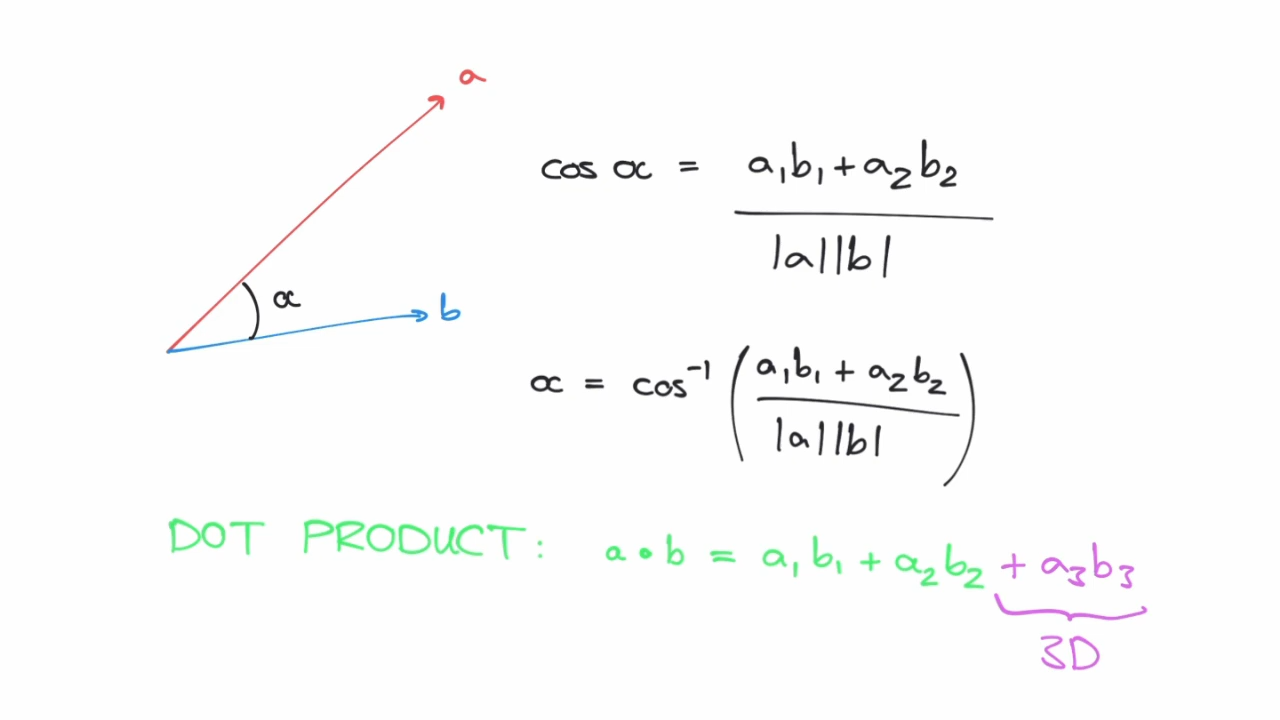 a
cos α = a₁b₁ + a₂b₂
|a||b|
α
b
α = cos⁻¹ (a₁b₁ + a₂b₂
|a||b|)
DOT PRODUCT: a • b = a₁b₁ + a₂b₂ + a₃b₃
3D